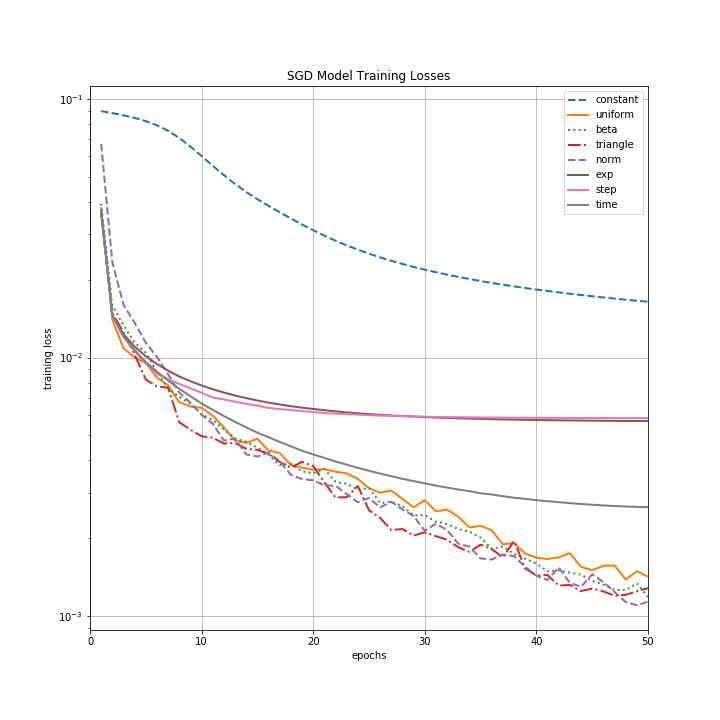 SGD Model Training Losses
10⁻¹
10⁻²
10⁻³
training loss
0 10 20 30 40 50
epochs
constant
uniform
beta
triangle
norm
exp
step
time